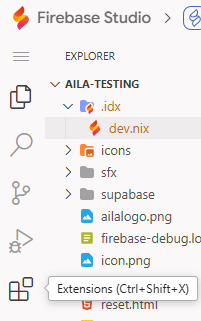 Firebase Studio
EXPLORER
AILA-TESTING
.idx
dev.nix
icons
sfx
supabase
ailalogo.png
firebase-debug.lo
icon.png
Extensions (Ctrl+Shift+X)
reset.html